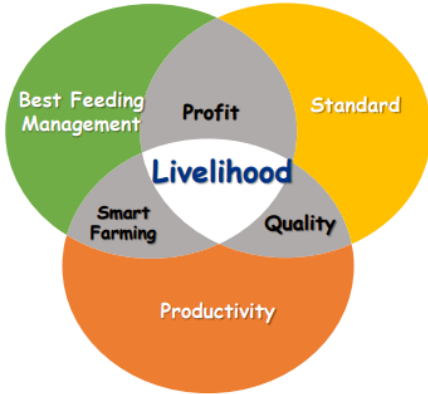 Best Feeding
Management
Profit
Standard
Livelihood
Smart
Farming
Quality
Productivity